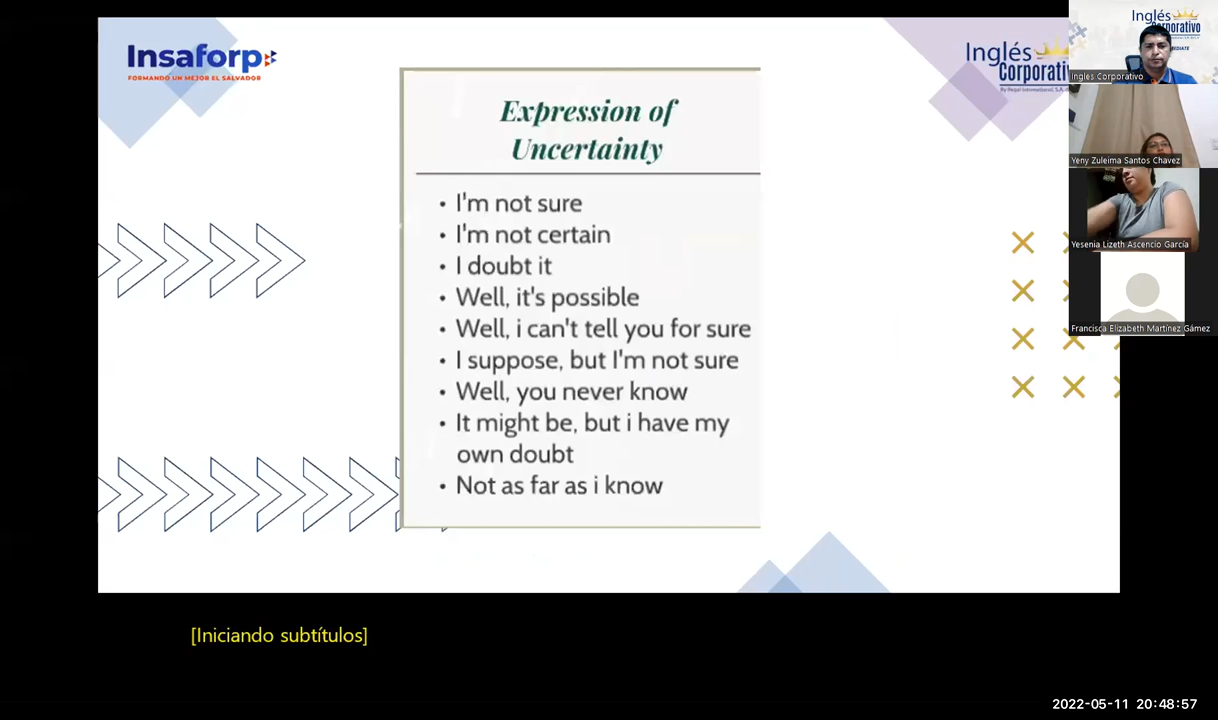 Insaforp
FORMANDO UN MEJOR EL SALVADOR
Expression of
Uncertainty
• I'm not sure
• I'm not certain
• I doubt it
• Well, it's possible
• Well, i can't tell you for sure
• I suppose, but I'm not sure
• Well, you never know
• It might be, but i have my
own doubt
• Not as far as i know
Inglés
Corporativo
Inglés
Corporativo
Ingles Corporativo
Yeny Zuleima Santos Chavez
Yesenia Lizeth Ascencio García
Francisca Elizabeth Martínez Gámez
[Iniciando subtítulos]
2022-05-11 20:48:57